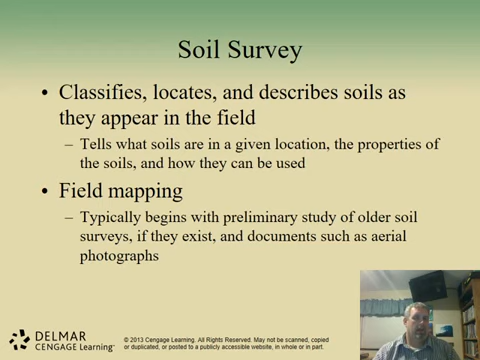 Soil Survey
• Classifies, locates, and describes soils as
they appear in the field
– Tells what soils are in a given location, the properties of
the soils, and how they can be used
• Field mapping
– Typically begins with preliminary study of older soil
surveys, if they exist, and documents such as aerial
photographs
DELMAR
CENGAGE Learning™
© 2013 Cengage Learning. All Rights Reserved. May not be scanned, copied
or duplicated, or posted to a publicly accessible website, in whole or in part.